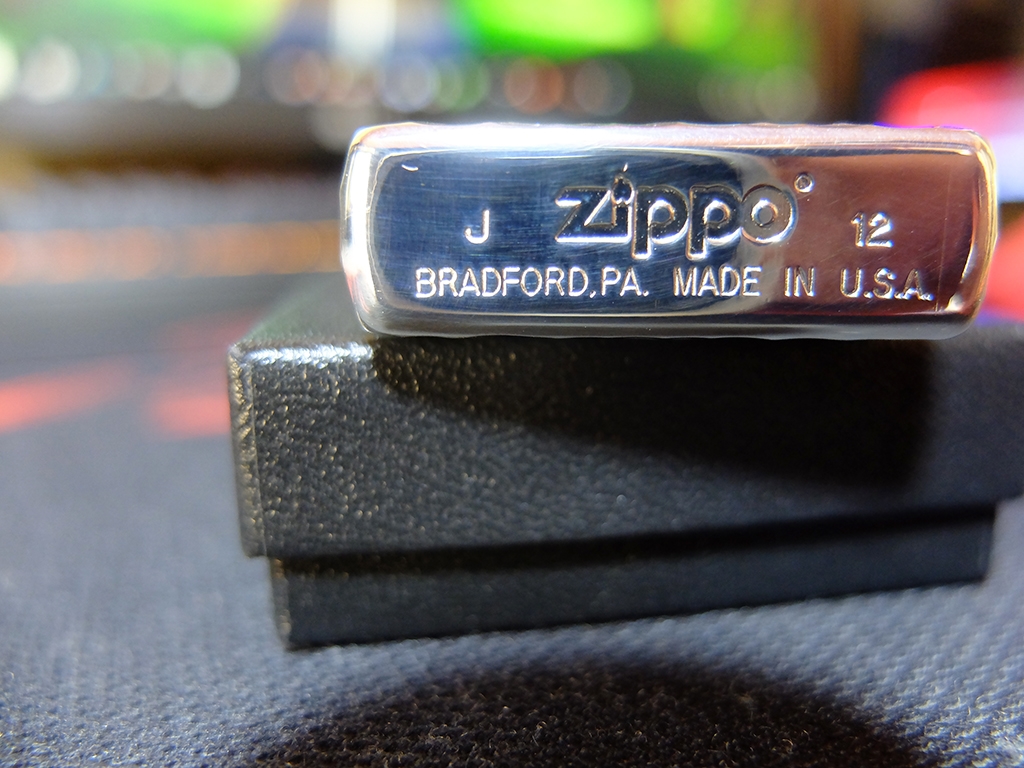 J zippo 12
BRADFORD,PA. MADE IN U.S.A.